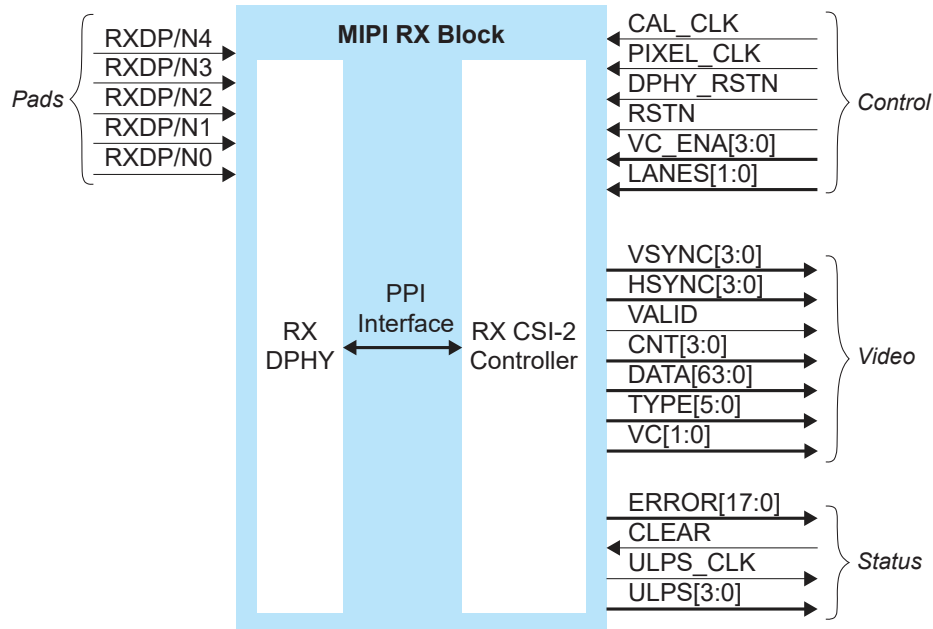 MIPI RX Block
Pads
RXDP/N4
RXDP/N3
RXDP/N2
RXDP/N1
RXDP/N0
RX
DPHY
PPI
Interface
RX CSI-2
Controller
CAL_CLK
PIXEL_CLK
DPHY_RSTN
RSTN
VC_ENA[3:0]
LANES[1:0]
Control
VSYNC[3:0]
HSYNC[3:0]
VALID
CNT[3:0]
DATA[63:0]
TYPE[5:0]
VC[1:0]
Video
ERROR[17:0]
CLEAR
ULPS_CLK
ULPS[3:0]
Status